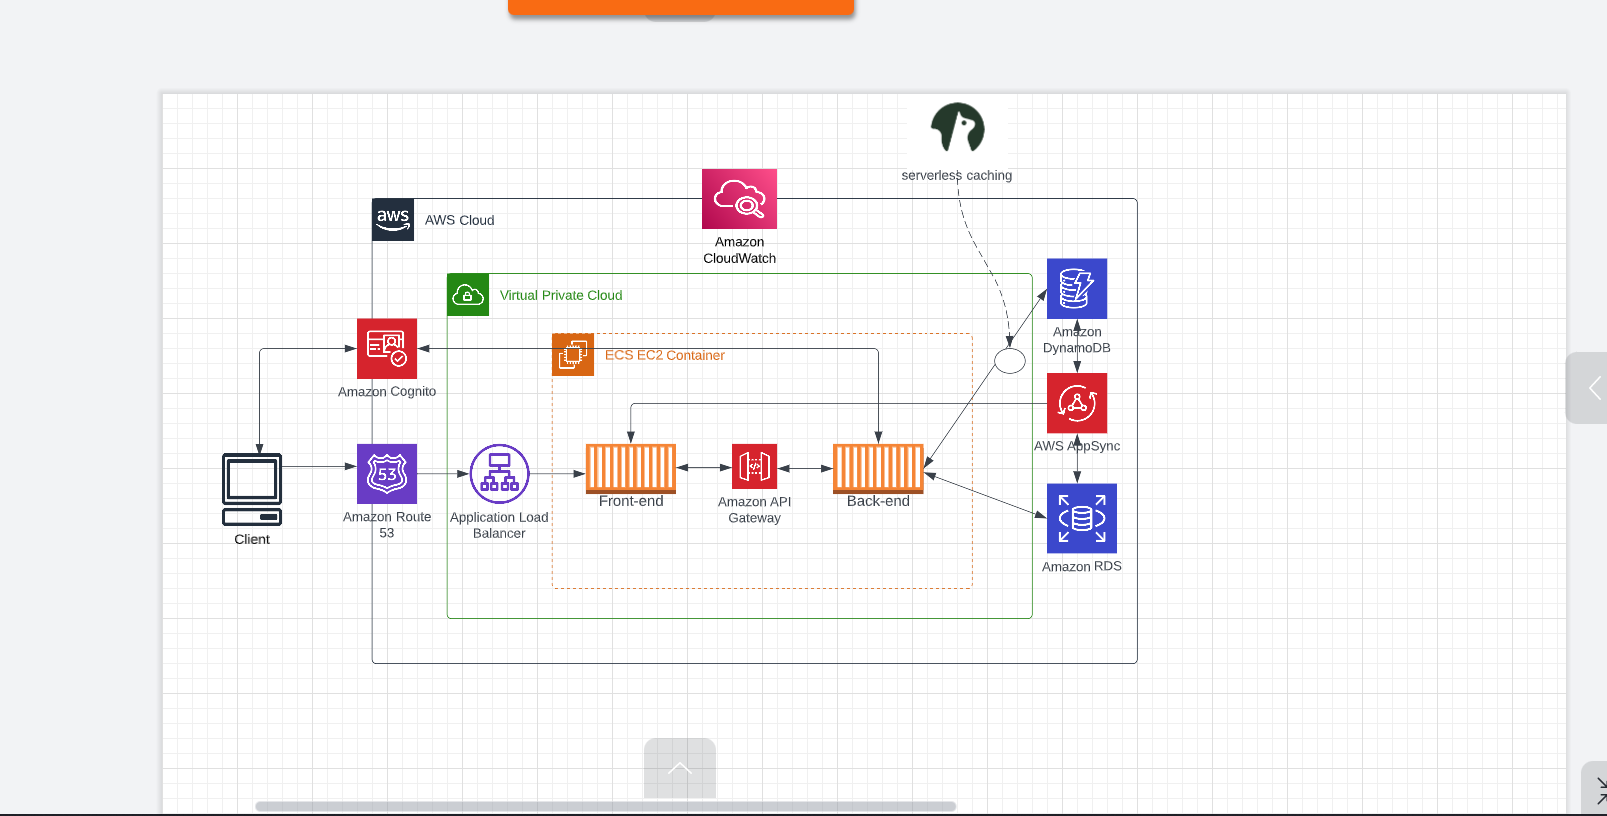 serverless caching
aws
AWS Cloud
Amazon
CloudWatch
Virtual Private Cloud
ECS EC2 Container
Amazon
DynamoDB
Amazon Cognito
AWS AppSync
53
Client
Amazon Route
53
Application Load
Balancer
Front-end
Amazon API
Gateway
Back-end
Amazon RDS